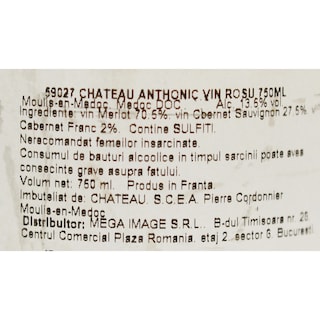 59027 CHATEAU ANTHONIC VIN ROSU 750ML
Moulis-en-Medoc, Medoc DOC. Alc. 13.5% vol
Ingrediente: vin Merlot 70.5%, vin Cbernet Sauvignon 27.5%
Cabernet Franc 2%. Contine SULFITI.
Nerecomandat femeilor insarcinate.
Consumul de bauturi alcoolice in timpul sarcinii poate avea
consecinte grave asupra fatului.
Volum net: 750 ml. Produs in Franta
Imbuteliat de: CHATEAU. S.C.E.A. Pierre Cordonnier
Moulis-en-Medoc
Distribuitor: MEGA IMAGE S.R.L., B-dul Timisoara nr. 26,
Centrul Comercial Plaza Romania, etaj 2, sector 6, Bucuresti